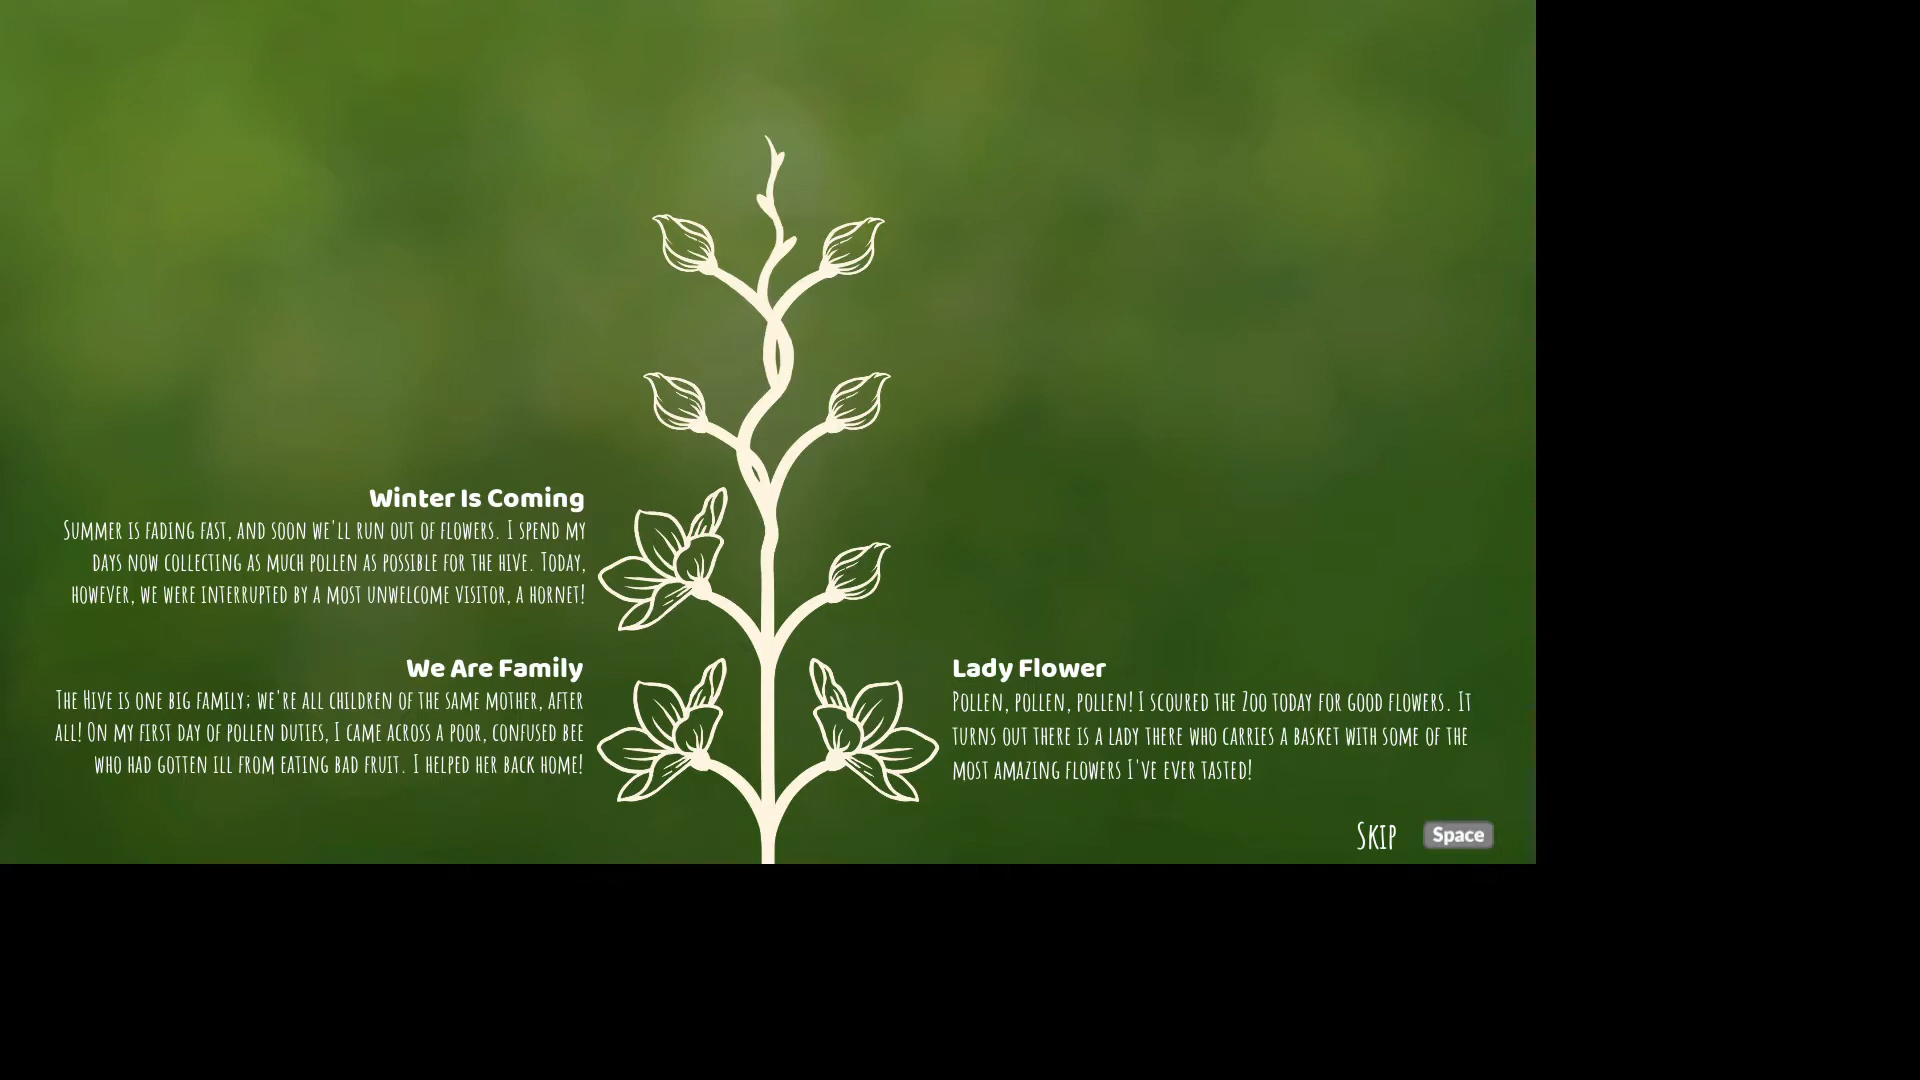 Winter Is Coming
Summer is fading fast, and soon we'll run out of flowers. I spend my
days now collecting as much pollen as possible for the hive. Today,
however, we were interrupted by a most unwelcome visitor, a hornet!
We Are Family
The Hive is one big family; we're all children of the same mother, after
all! On my first day of pollen duties, I came across a poor, confused bee
who had gotten ill from eating bad fruit. I helped her back home!
Lady Flower
Pollen, pollen, pollen! I scoured the Zoo today for good flowers. It
turns out there is a lady there who carries a basket with some of the
most amazing flowers I've ever tasted!
Skip Space